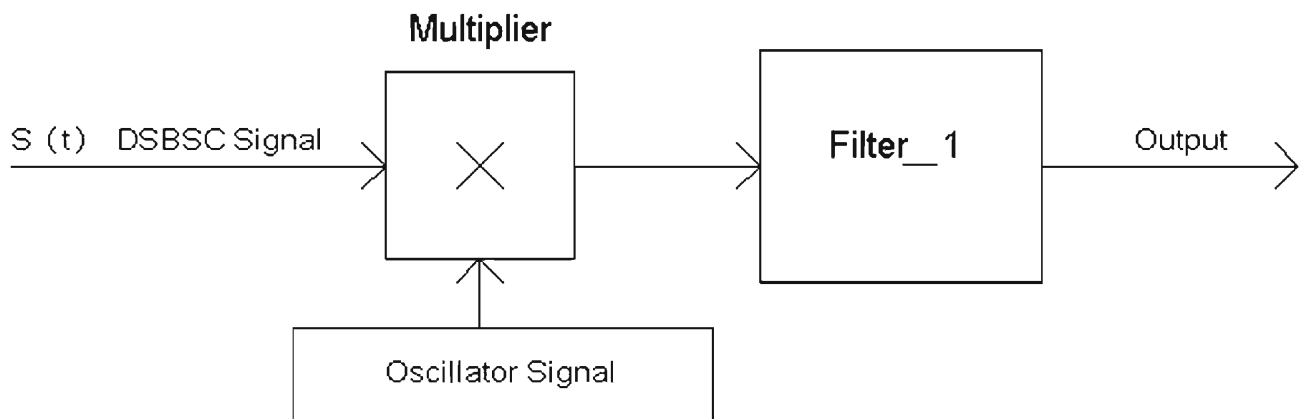 Multiplier
S (t) DSBSC Signal
Filter_1
Output
Oscillator Signal